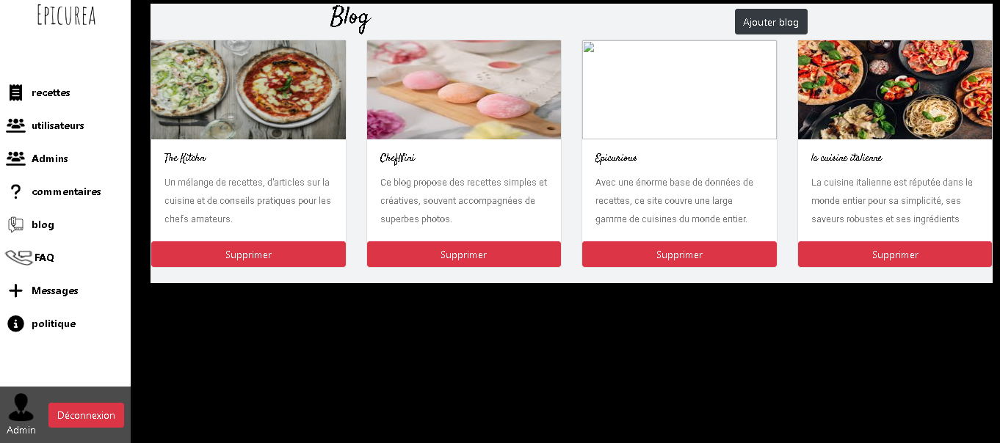 Epicurea
recettes
utilisateurs
Admins
commentaires
blog
FAQ
Messages
politique
Admin
Déconnexion
Blog
Ajouter blog
The Kitchn
Un mélange de recettes, d'articles sur la
cuisine et de conseils pratiques pour les
chefs amateurs.
Supprimer
ChefNini
Ce blog propose des recettes simples et
créatives, souvent accompagnées de
superbes photos.
Supprimer
Epicurious
Avec une énorme base de données de
recettes, ce site couvre une large
gamme de cuisines du monde entier.
Supprimer
la cuisine italienne
La cuisine italienne est réputée dans le
monde entier pour sa simplicité, ses
saveurs robustes et ses ingrédients
Supprimer